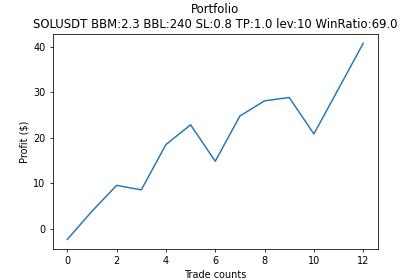 Portfolio
SOLUSDT BBM:2.3 BBL:240 SL:0.8 TP:1.0 lev:10 WinRatio:69.0
40
30
20
10
0
Profit ($)
0 2 4 6 8 10 12
Trade counts